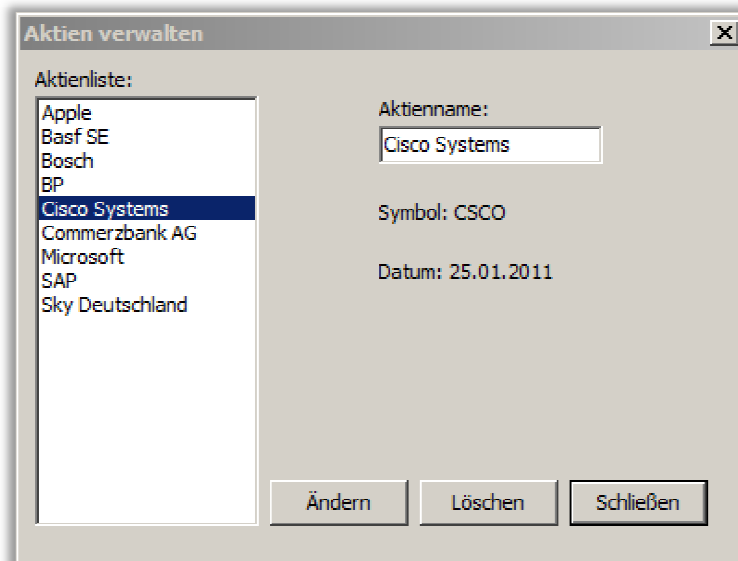 Aktien verwalten
Aktienliste:
Apple
Basf SE
Bosch
BP
Cisco Systems
Commerzbank AG
Microsoft
SAP
Sky Deutschland
Aktienname:
Cisco Systems
Symbol: CSCO
Datum: 25.01.2011
Ändern
Löschen
Schließen